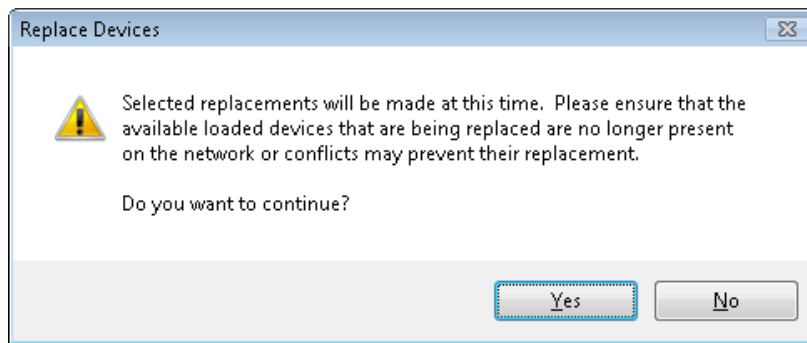 Replace Devices
Selected replacements will be made at this time.  Please ensure that the
available loaded devices that are being replaced are no longer present
on the network or conflicts may prevent their replacement.
Do you want to continue?
Yes
No